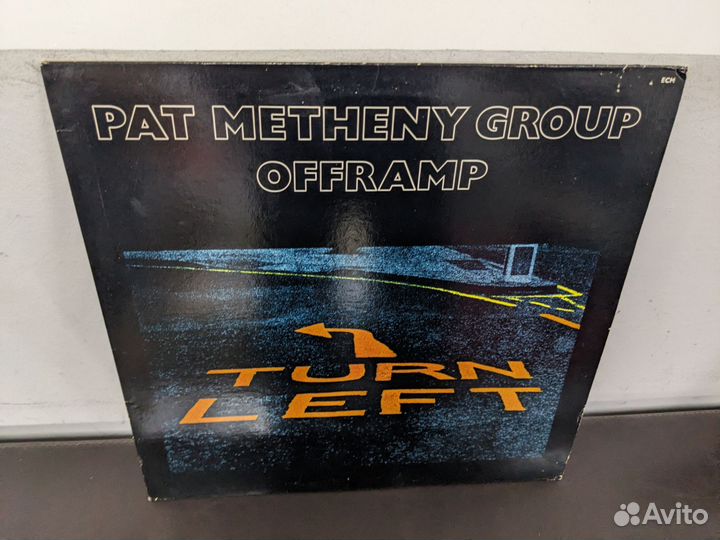 ECM
PAT METHENY GROUP
OFFRAMP
TURN
LEFT
Avito